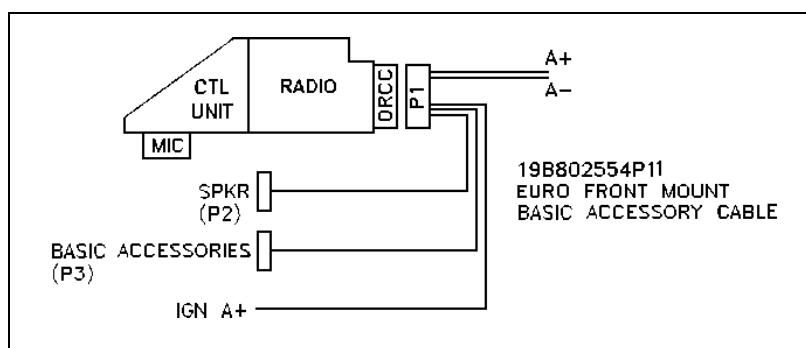 A+
A-
CTL
UNIT
RADIO
ORCC
P1
MIC
SPKR
(P2)
19B802554P11
EURO FRONT MOUNT
BASIC ACCESSORY CABLE
BASIC ACCESSORIES
(P3)
IGN A+